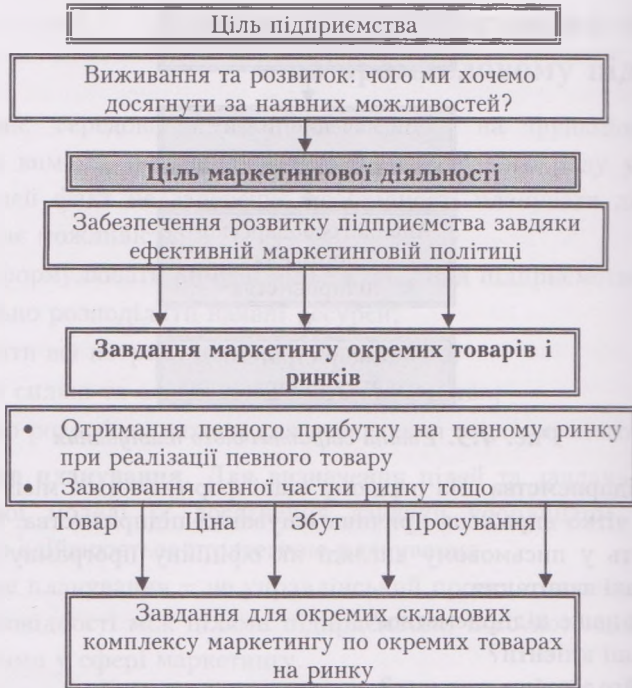 Ціль підприємства
Виживання та розвиток: чого ми хочемо
досягнути за наявних можливостей?
Ціль маркетингової діяльності
Забезпечення розвитку підприємства завдяки
ефективній маркетинговій політиці
Завдання маркетингу окремих товарів і
ринків
• Отримання певного прибутку на певному ринку
при реалізації певного товару
Завоювання певної частки ринку тощо
Товар Ціна Збут Просування
Завдання для окремих складових
комплексу маркетингу по окремих товарах
на ринку